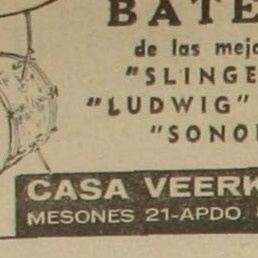 BATE
de las mejo
"SLINGE
"LUDWIG"
"SONO
CASA VEERK
MESONES 21-APDO.